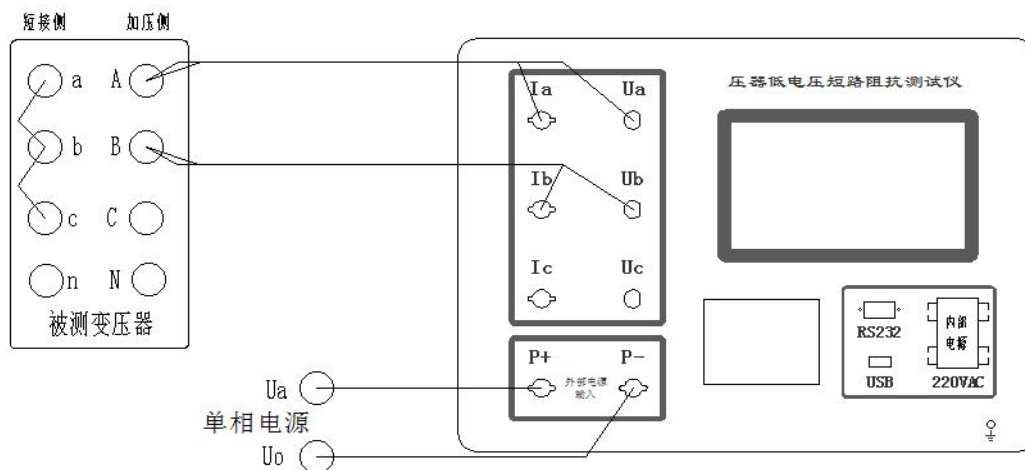 短接侧 加压侧
a A
b B
c C
n N
被测变压器
Ua
单相电源
Uo
压器低电压短路阻抗测试仪
Ia Ua
Ib Ub
Ic Uc
P+ P-
外部电源
输入
RS232
USB
内部
电源
220VAC